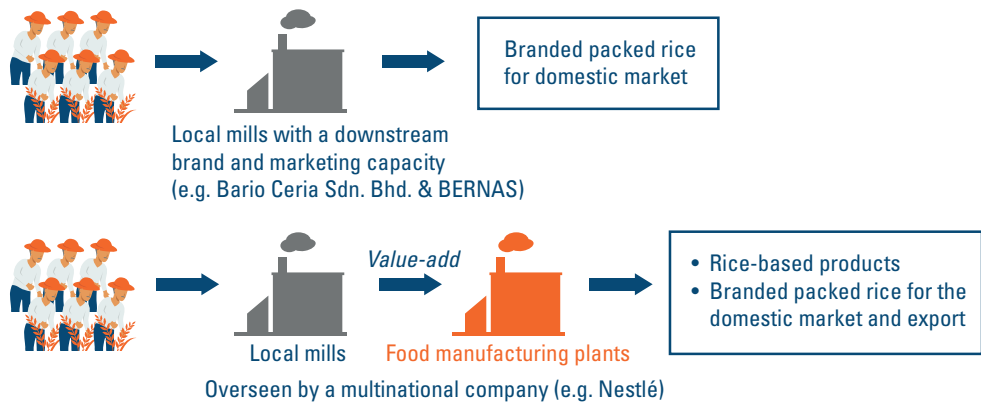 Branded packed rice
for domestic market
Local mills with a downstream
brand and marketing capacity
(e.g. Bario Ceria Sdn. Bhd. & BERNAS)
Value-add
• Rice-based products
• Branded packed rice for the
domestic market and export
Local mills
Food manufacturing plants
Overseen by a multinational company (e.g. Nestlé)